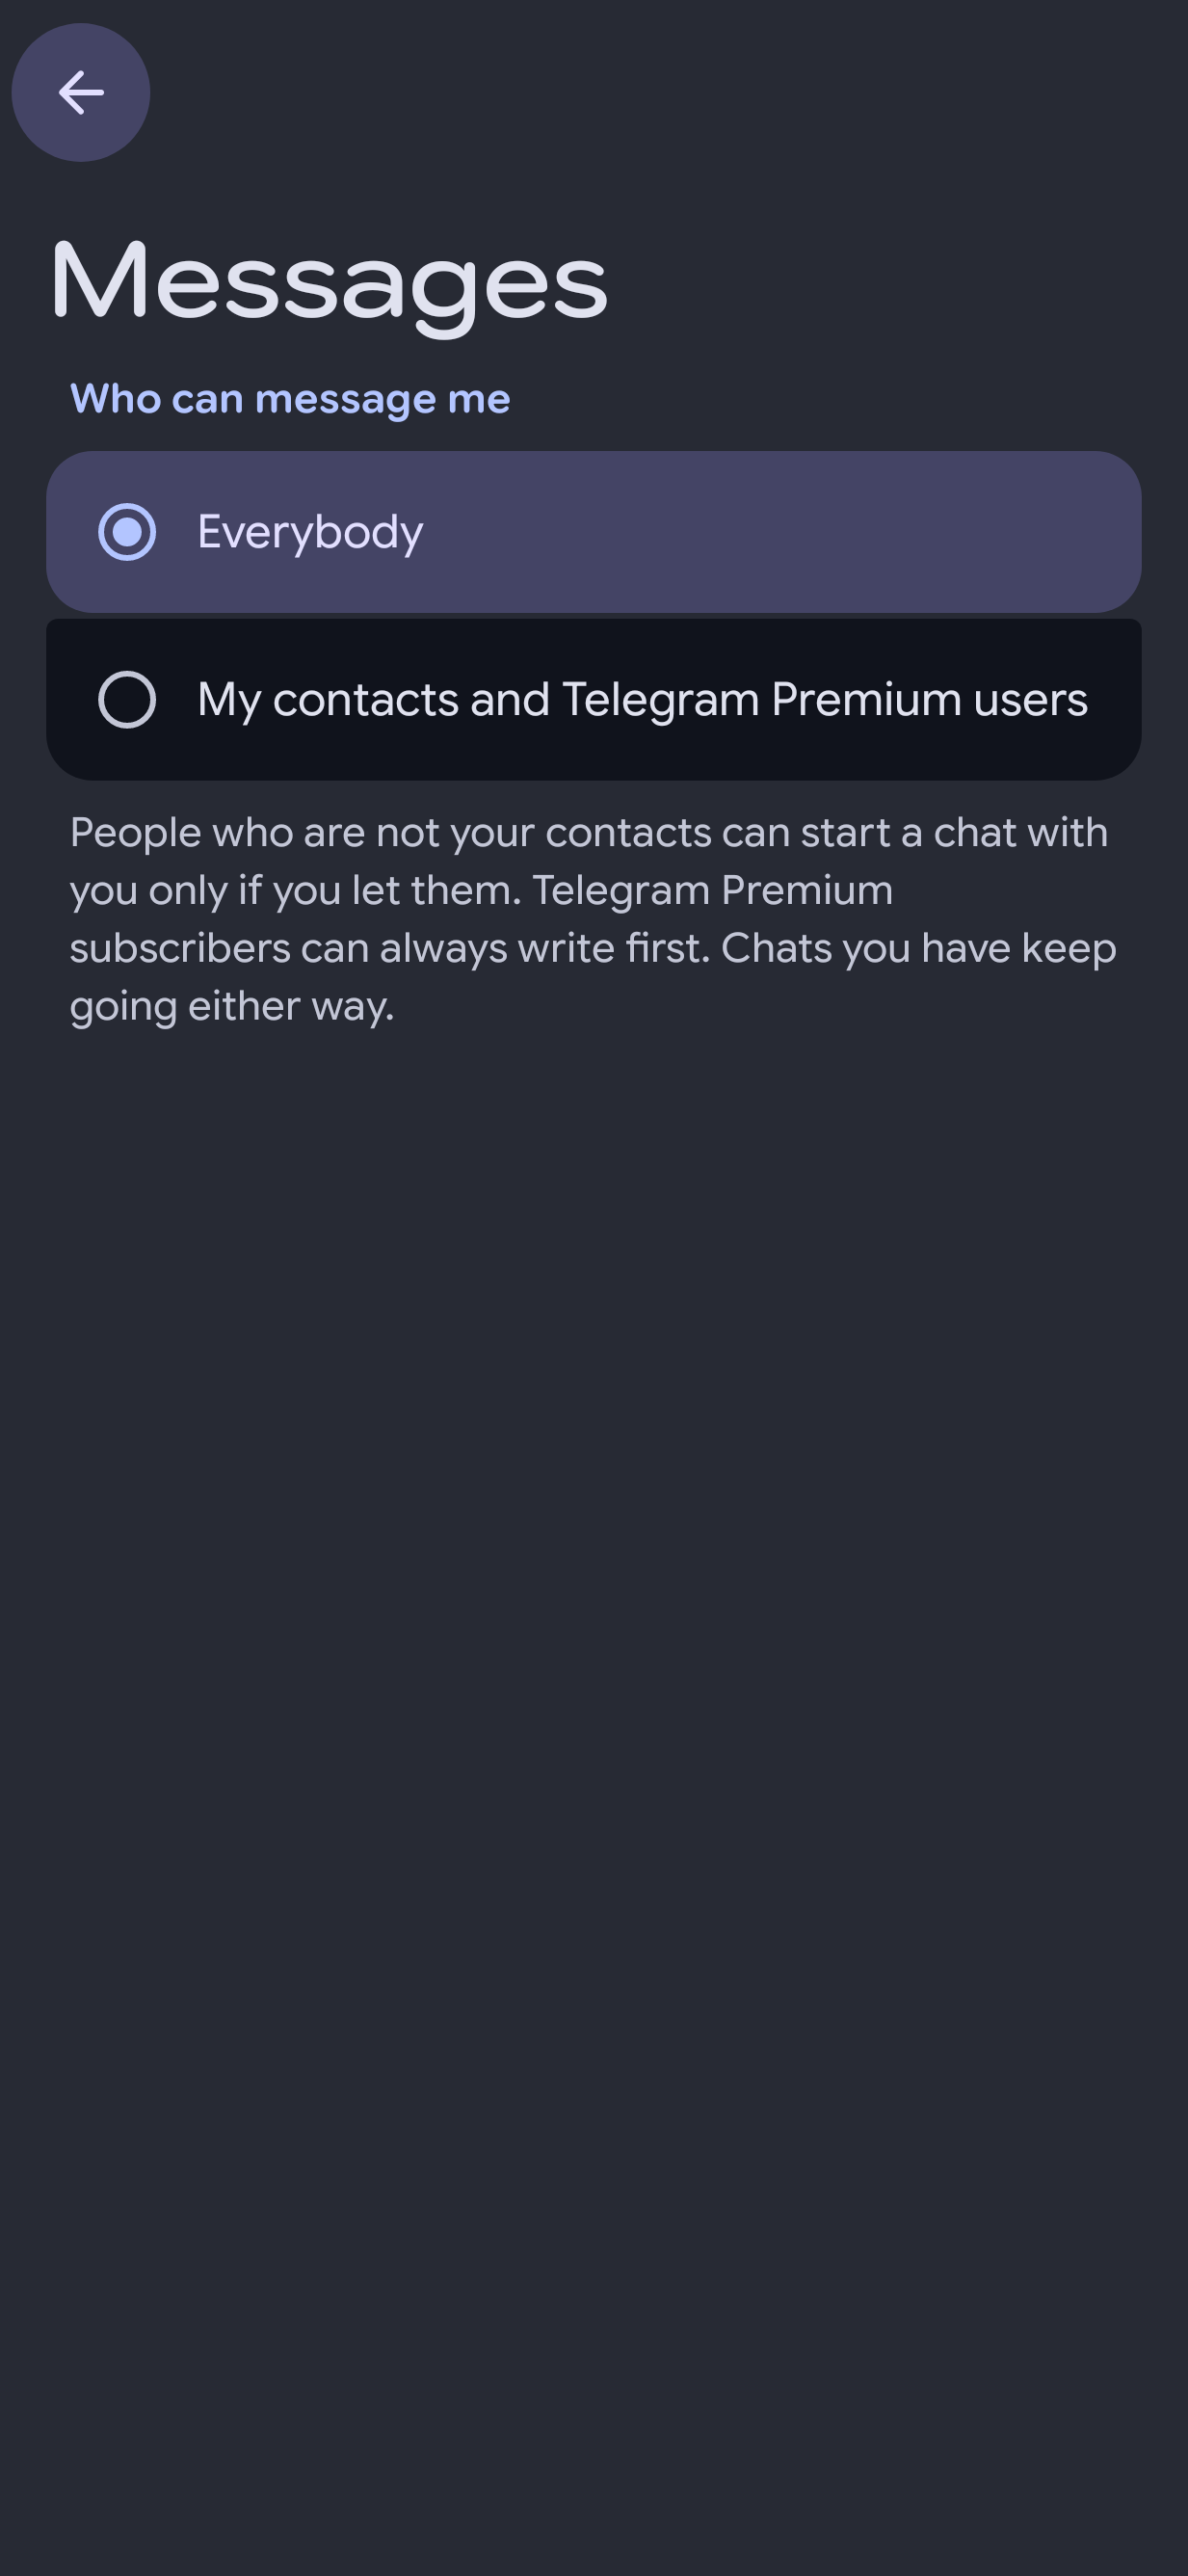 Messages
Who can message me
Everybody
My contacts and Telegram Premium users
People who are not your contacts can start a chat with
you only if you let them. Telegram Premium
subscribers can always write first. Chats you have keep
going either way.